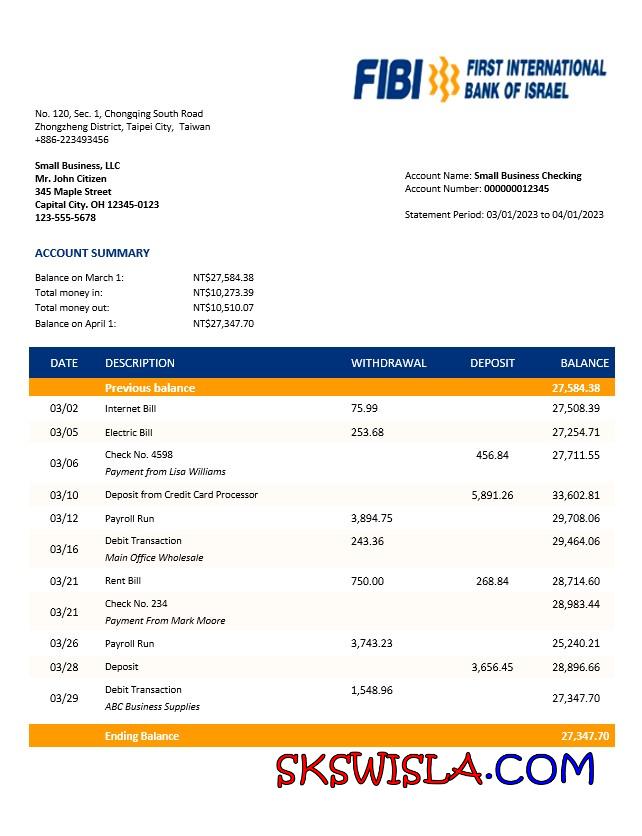 FIBI FIRST INTERNATIONAL
BANK OF ISRAEL
No. 120, Sec. 1, Chongqing South Road
Zhongzheng District, Taipei City, Taiwan
+886-223493456
Small Business, LLC
Mr. John Citizen
345 Maple Street
Capital City. OH 12345-0123
123-555-5678
Account Name: Small Business Checking
Account Number: 000000012345
Statement Period: 03/01/2023 to 04/01/2023
ACCOUNT SUMMARY
Balance on March 1: NT$27,584.38
Total money in: NT$10,273.39
Total money out: NT$10,510.07
Balance on April 1: NT$27,347.70
DATE DESCRIPTION WITHDRAWAL DEPOSIT BALANCE
Previous balance 27,584.38
03/02 Internet Bill 75.99 27,508.39
03/05 Electric Bill 253.68 27,254.71
03/06 Check No. 4598 456.84 27,711.55
Payment from Lisa Williams
03/10 Deposit from Credit Card Processor 5,891.26 33,602.81
03/12 Payroll Run 3,894.75 29,708.06
03/16 Debit Transaction 243.36 29,464.06
Main Office Wholesale
03/21 Rent Bill 750.00 268.84 28,714.60
03/21 Check No. 234 28,983.44
Payment From Mark Moore
03/26 Payroll Run 3,743.23 25,240.21
03/28 Deposit 3,656.45 28,896.66
03/29 Debit Transaction 1,548.96 27,347.70
ABC Business Supplies
Ending Balance 27,347.70
SKSWISLA.COM